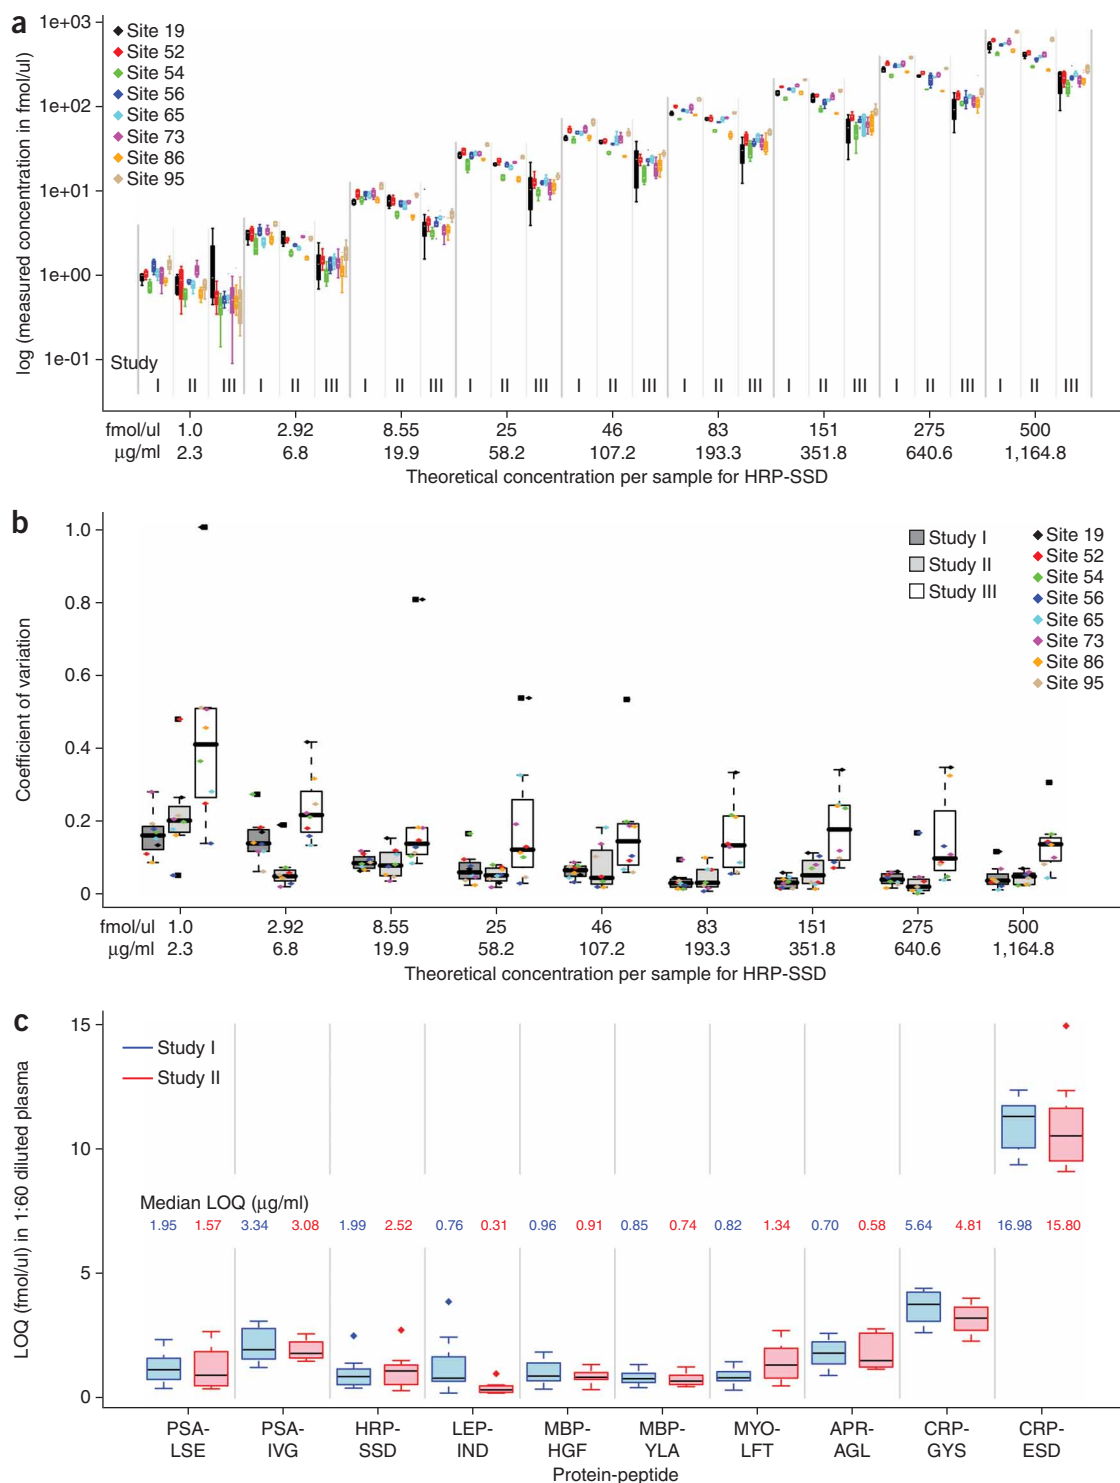 a
log (measured concentration in fmol/ul)
1e+03
1e+02
1e+01
1e+00
1e-01
Site 19
Site 52
Site 54
Site 56
Site 65
Site 73
Site 86
Site 95
Study
I II III I II III I II III I II III I II III I II III I II III I II III I II III
fmol/ul 1.0 2.92 8.55 25 46 83 151 275 500
µg/ml 2.3 6.8 19.9 58.2 107.2 193.3 351.8 640.6 1,164.8
Theoretical concentration per sample for HRP-SSD
b
Coefficient of variation
1.0
0.8
0.6
0.4
0.2
0
Study I
Study II
Study III
Site 19
Site 52
Site 54
Site 56
Site 65
Site 73
Site 86
Site 95
fmol/ul 1.0 2.92 8.55 25 46 83 151 275 500
µg/ml 2.3 6.8 19.9 58.2 107.2 193.3 351.8 640.6 1,164.8
Theoretical concentration per sample for HRP-SSD
c
LOQ (fmol/ul) in 1:60 diluted plasma
15
10
5
0
Study I
Study II
Median LOQ (µg/ml)
1.95 1.57 3.34 3.08 1.99 2.52 0.76 0.31 0.96 0.91 0.85 0.74 0.82 1.34 0.70 0.58 5.64 4.81 16.98 15.80
PSA- PSA- HRP- LEP- MBP- MBP- MYO- APR- CRP- CRP-
LSE IVG SSD IND HGF YLA LFT AGL GYS ESD
Protein-peptide